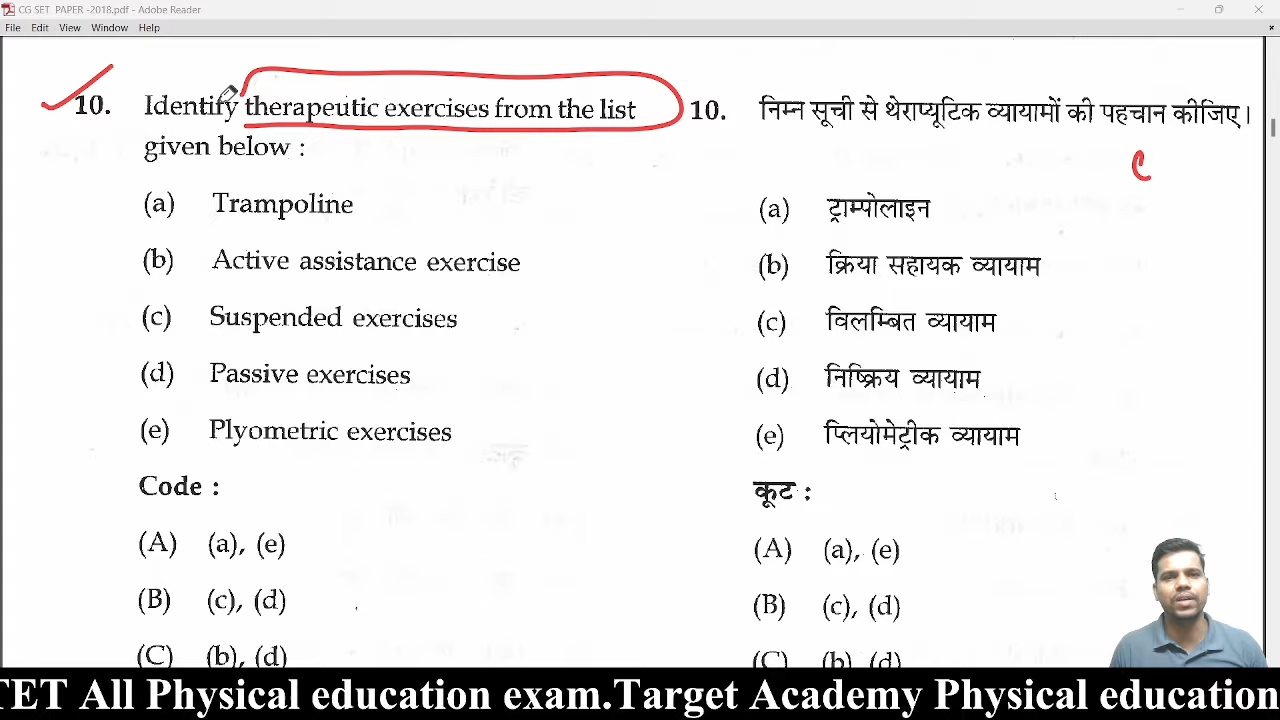 CG SET PAPER -2018.pdf - Adobe Reader
File Edit View Window Help
10. Identify therapeutic exercises from the list
given below :
(a) Trampoline
(b) Active assistance exercise
(c) Suspended exercises
(d) Passive exercises
(e) Plyometric exercises
Code :
(A) (a), (e)
(B) (c), (d)
(C) (b), (d)
10. निम्न सूची से थेराप्यूटिक व्यायामों की पहचान कीजिए।
(a) ट्राम्पोलाइन
(b) क्रिया सहायक व्यायाम
(c) विलम्बित व्यायाम
(d) निष्क्रिय व्यायाम
(e) प्लियोमेट्रीक व्यायाम
कूट :
(A) (a), (e)
(B) (c), (d)
(C) (b), (d)
TET All Physical education exam.Target Academy Physical education